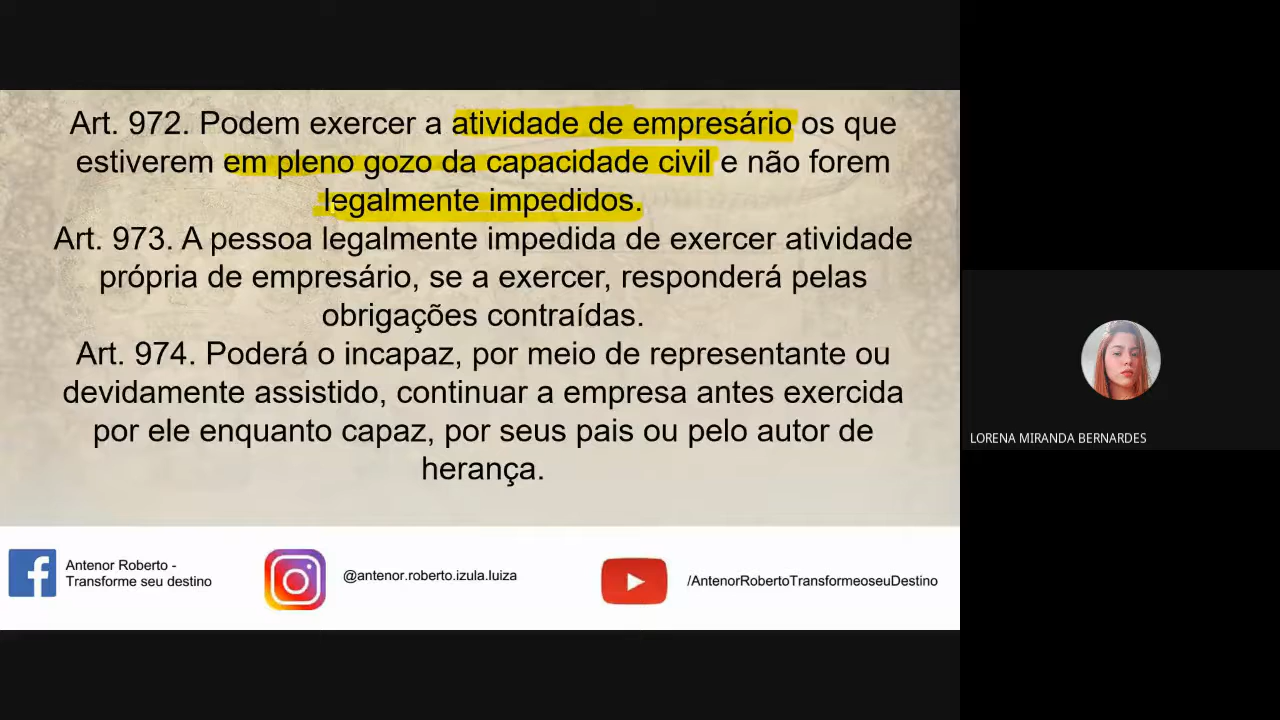 Art. 972. Podem exercer a atividade de empresário os que
estiverem em pleno gozo da capacidade civil e não forem
legalmente impedidos.
Art. 973. A pessoa legalmente impedida de exercer atividade
própria de empresário, se a exercer, responderá pelas
obrigações contraídas.
Art. 974. Poderá o incapaz, por meio de representante ou
devidamente assistido, continuar a empresa antes exercida
por ele enquanto capaz, por seus pais ou pelo autor de
herança.
LORENA MIRANDA BERNARDES
Antenor Roberto -
Transforme seu destino
@antenor.roberto.izula.luiza
/AntenorRobertoTransformeoseuDestino